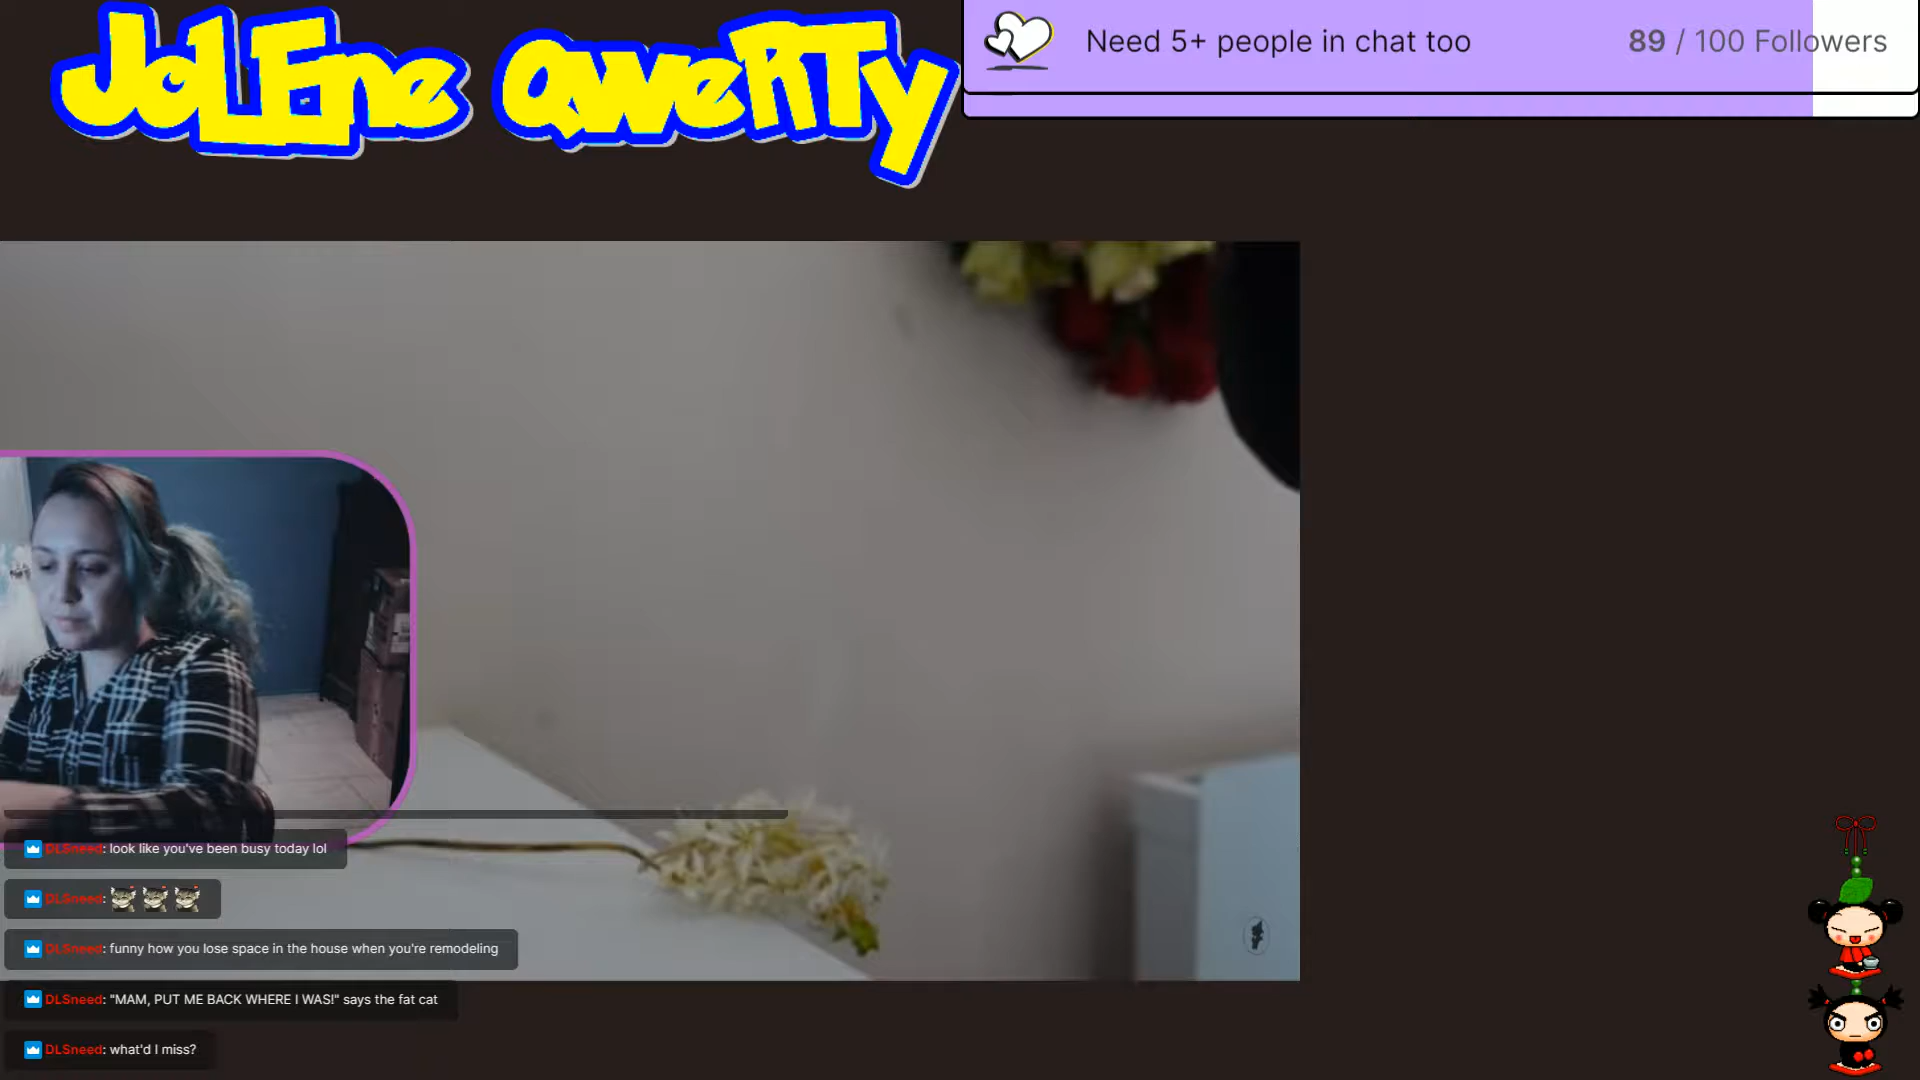 JoLEne QweRTy
Need 5+ people in chat too
89 / 100 Followers
DLSneed: look like you've been busy today lol
DLSneed:
DLSneed: funny how you lose space in the house when you're remodeling
DLSneed: "MAM, PUT ME BACK WHERE I WAS!" says the fat cat
DLSneed: what'd I miss?